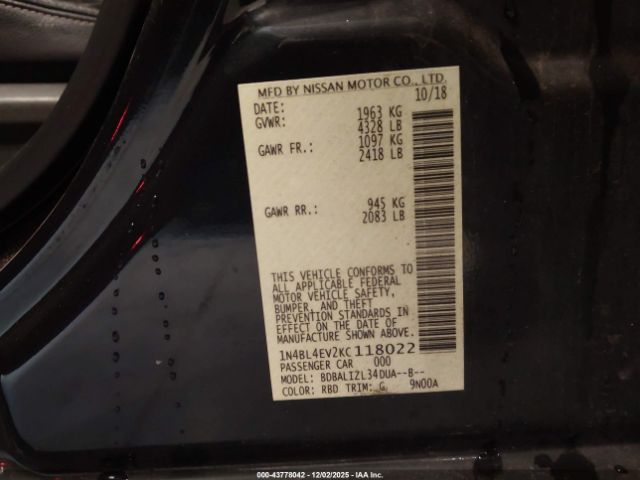 MFD BY NISSAN MOTOR CO., LTD.
DATE: 10/18
GVWR: 1963 KG
4328 LB
GAWR FR.: 1097 KG
2418 LB
GAWR RR.: 945 KG
2083 LB
THIS VEHICLE CONFORMS TO
ALL APPLICABLE FEDERAL
MOTOR VEHICLE SAFETY,
BUMPER, AND THEFT
PREVENTION STANDARDS IN
EFFECT ON THE DATE OF
MANUFACTURE SHOWN ABOVE.
1N4BL4EV2KC118022
PASSENGER CAR 000
MODEL: BDBALIZL34DUA--B--
COLOR: RBD TRIM: G 9N00A
000-43778042 - 12/02/2025 - IAA, Inc.